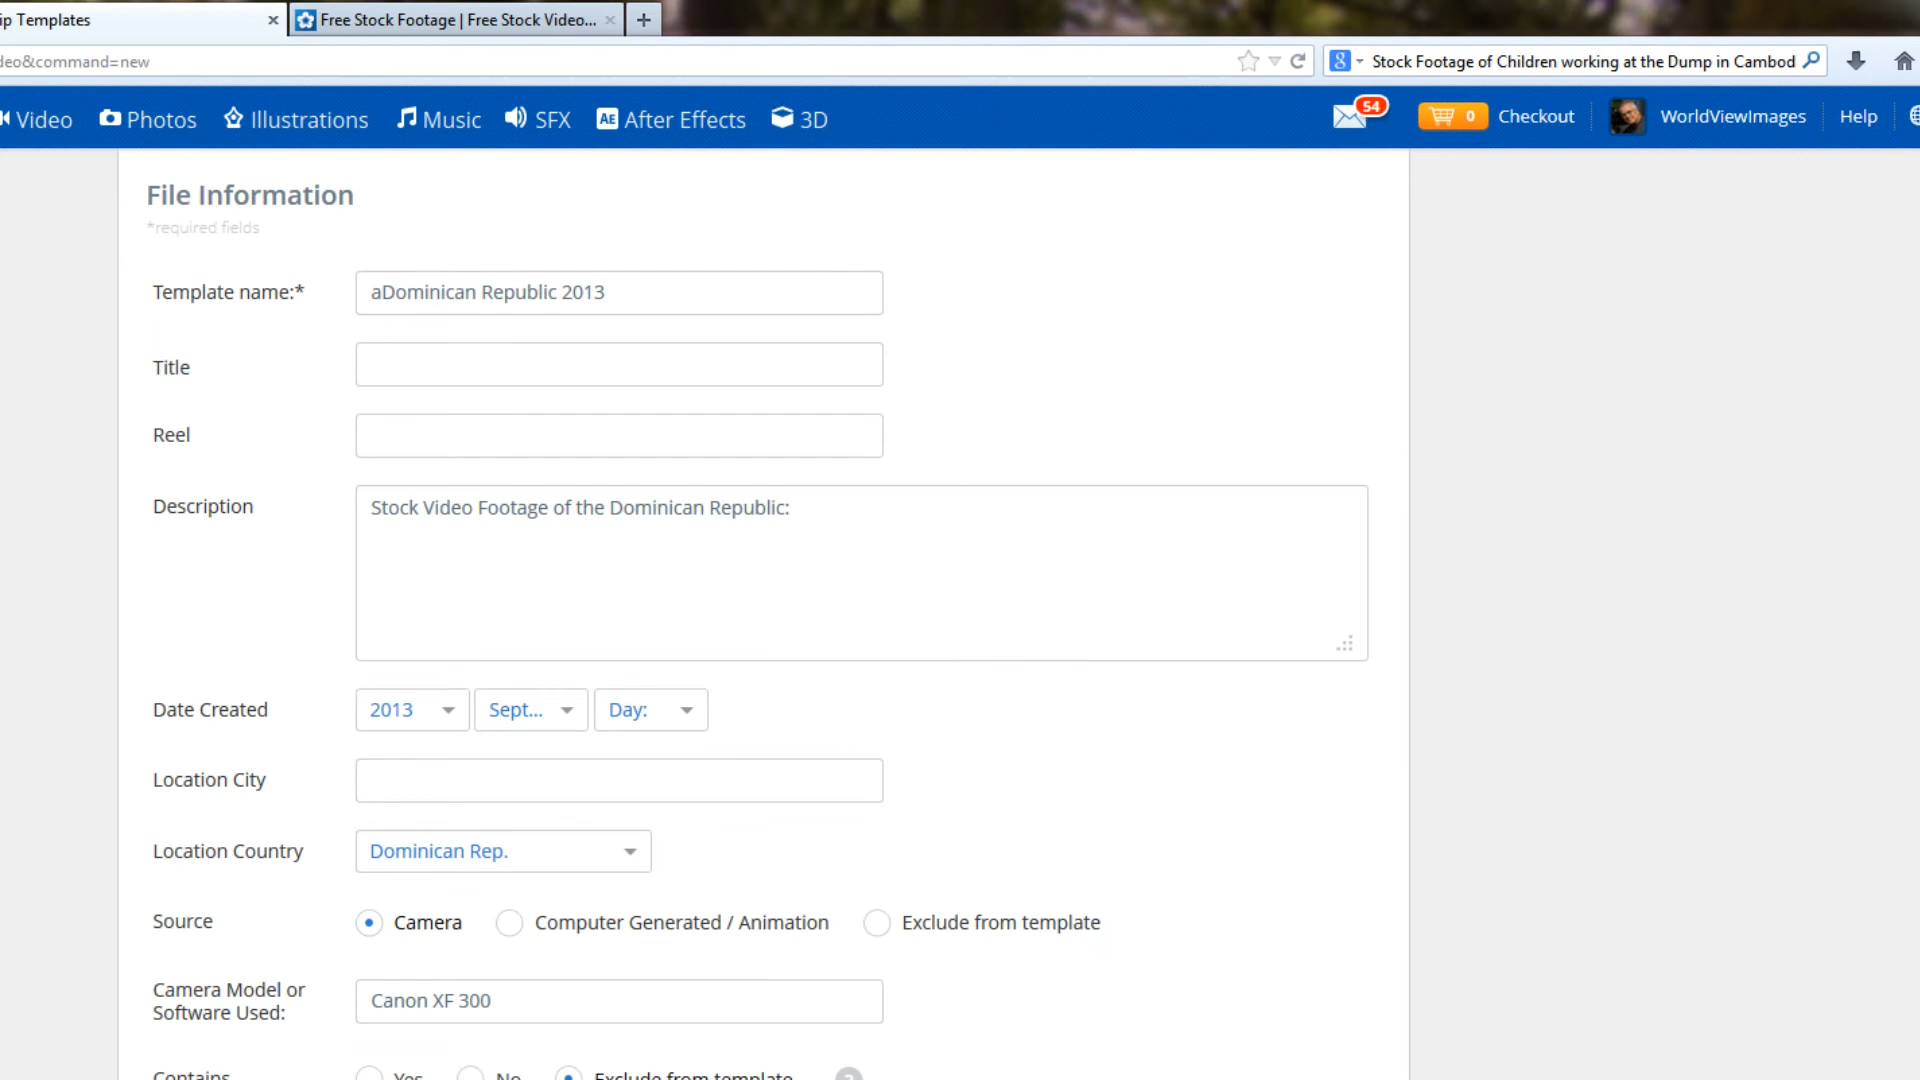 ip Templates
Free Stock Footage | Free Stock Video...
deo&command=new
Stock Footage of Children working at the Dump in Cambod
Video Photos Illustrations Music SFX AE After Effects 3D 54 0 Checkout WorldViewImages Help
File Information
*required fields
Template name:* aDominican Republic 2013
Title
Reel
Description Stock Video Footage of the Dominican Republic:
Date Created 2013 Sept... Day:
Location City
Location Country Dominican Rep.
Source Camera Computer Generated / Animation Exclude from template
Camera Model or
Software Used: Canon XF 300
Contains Yes No Exclude from template ?